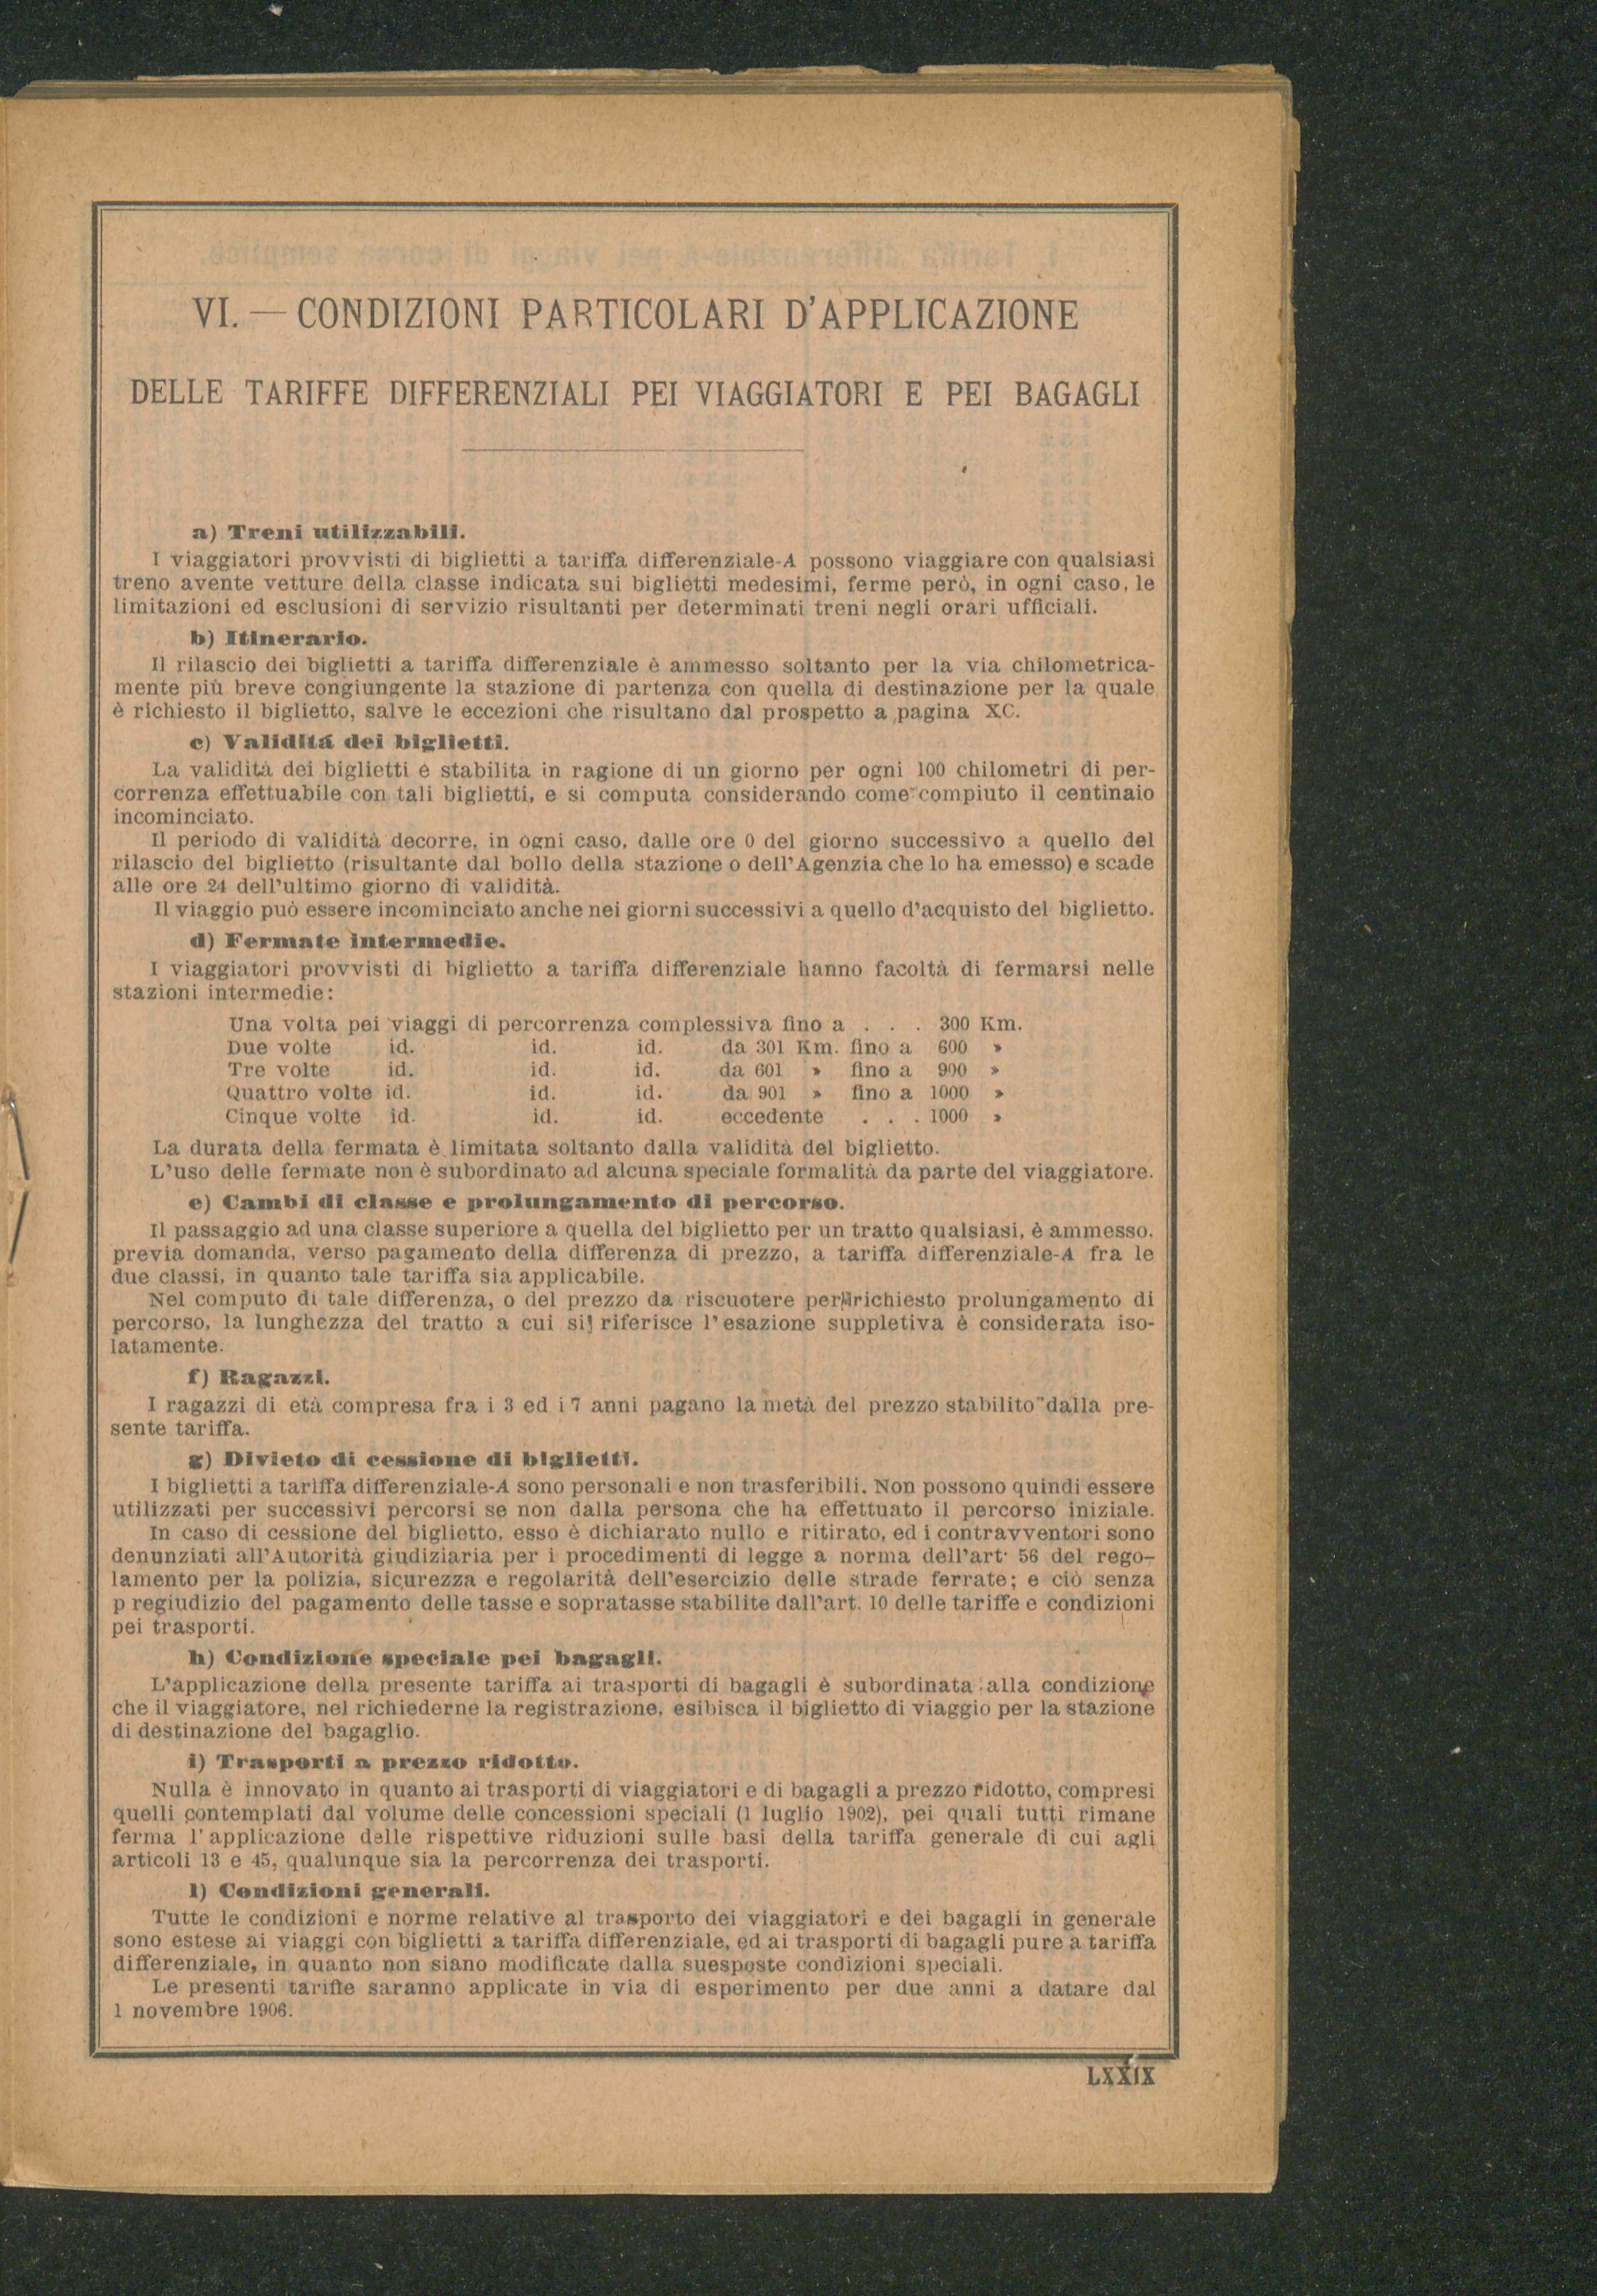 VI. — CONDIZIONI PARTICOLARI D'APPLICAZIONE
DELLE TARIFFE DIFFERENZIALI PEI VIAGGIATORI E PEI BAGAGLI
a) Treni utilizzabili.
I viaggiatori provvisti di biglietti a tariffa differenziale-A possono viaggiare con qualsiasi
treno avente vetture della classe indicata sui biglietti medesimi, ferme però, in ogni caso, le
limitazioni ed esclusioni di servizio risultanti per determinati treni negli orari ufficiali.
b) Itinerario.
Il rilascio dei biglietti a tariffa differenziale è ammesso soltanto per la via chilometrica-
mente più breve congiungente la stazione di partenza con quella di destinazione per la quale
è richiesto il biglietto, salve le eccezioni che risultano dal prospetto a pagina XC.
c) Validitá dei biglietti.
La validità dei biglietti è stabilita in ragione di un giorno per ogni 100 chilometri di per-
correnza effettuabile con tali biglietti, e si computa considerando come compiuto il centinaio
incominciato.
Il periodo di validità decorre, in ogni caso, dalle ore 0 del giorno successivo a quello del
rilascio del biglietto (risultante dal bollo della stazione o dell'Agenzia che lo ha emesso) e scade
alle ore 24 dell'ultimo giorno di validità.
Il viaggio può essere incominciato anche nei giorni successivi a quello d'acquisto del biglietto.
d) Fermate intermedie.
I viaggiatori provvisti di biglietto a tariffa differenziale hanno facoltà di fermarsi nelle
stazioni intermedie:
Una volta pei viaggi di percorrenza complessiva fino a . . . 300 Km.
Due volte id. id. id. da 301 Km. fino a 600 »
Tre volte id. id. id. da 601 » fino a 900 »
Quattro volte id. id. id. da 901 » fino a 1000 »
Cinque volte id. id. id. eccedente . . . 1000 »
La durata della fermata è limitata soltanto dalla validità del biglietto.
L'uso delle fermate non è subordinato ad alcuna speciale formalità da parte del viaggiatore.
e) Cambi di classe e prolungamento di percorso.
Il passaggio ad una classe superiore a quella del biglietto per un tratto qualsiasi, è ammesso,
previa domanda, verso pagamento della differenza di prezzo, a tariffa differenziale-A fra le
due classi, in quanto tale tariffa sia applicabile.
Nel computo di tale differenza, o del prezzo da riscuotere per richiesto prolungamento di
percorso, la lunghezza del tratto a cui si riferisce l'esazione suppletiva è considerata iso-
latamente.
f) Ragazzi.
I ragazzi di età compresa fra i 3 ed i 7 anni pagano la metà del prezzo stabilito dalla pre-
sente tariffa.
g) Divieto di cessione di biglietti.
I biglietti a tariffa differenziale-A sono personali e non trasferibili. Non possono quindi essere
utilizzati per successivi percorsi se non dalla persona che ha effettuato il percorso iniziale.
In caso di cessione del biglietto, esso è dichiarato nullo e ritirato, ed i contravventori sono
denunziati all'Autorità giudiziaria per i procedimenti di legge a norma dell'art. 56 del rego-
lamento per la polizia, sicurezza e regolarità dell'esercizio delle strade ferrate; e ciò senza
p regiudizio del pagamento delle tasse e sopratasse stabilite dall'art. 10 delle tariffe e condizioni
pei trasporti.
h) Condizione speciale pei bagagli.
L'applicazione della presente tariffa ai trasporti di bagagli è subordinata alla condizione
che il viaggiatore, nel richiederne la registrazione, esibisca il biglietto di viaggio per la stazione
di destinazione del bagaglio.
i) Trasporti a prezzo ridotto.
Nulla è innovato in quanto ai trasporti di viaggiatori e di bagagli a prezzo ridotto, compresi
quelli contemplati dal volume delle concessioni speciali (1 luglio 1902), pei quali tutti rimane
ferma l'applicazione delle rispettive riduzioni sulle basi della tariffa generale di cui agli
articoli 13 e 45, qualunque sia la percorrenza dei trasporti.
l) Condizioni generali.
Tutte le condizioni e norme relative al trasporto dei viaggiatori e dei bagagli in generale
sono estese ai viaggi con biglietti a tariffa differenziale, ed ai trasporti di bagagli pure a tariffa
differenziale, in quanto non siano modificate dalla suesposte condizioni speciali.
Le presenti tariffe saranno applicate in via di esperimento per due anni a datare dal
1 novembre 1906.
LXXIX